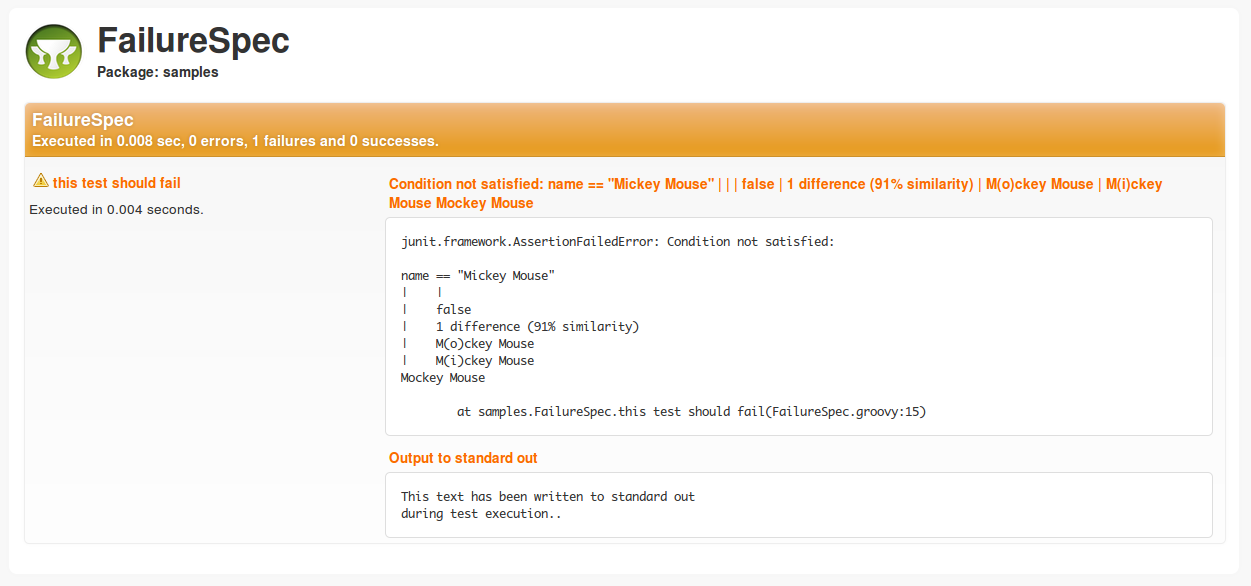 FailureSpec
Package: samples
FailureSpec
Executed in 0.008 sec, 0 errors, 1 failures and 0 successes.
this test should fail
Executed in 0.004 seconds.
Condition not satisfied: name == "Mickey Mouse" | | | false | 1 difference (91% similarity) | M(o)ckey Mouse | M(i)ckey
Mouse Mockey Mouse
junit.framework.AssertionFailedError: Condition not satisfied:
name == "Mickey Mouse"
|    |
|    false
|    1 difference (91% similarity)
|    M(o)ckey Mouse
|    M(i)ckey Mouse
Mockey Mouse
at samples.FailureSpec.this test should fail(FailureSpec.groovy:15)
Output to standard out
This text has been written to standard out
during test execution..